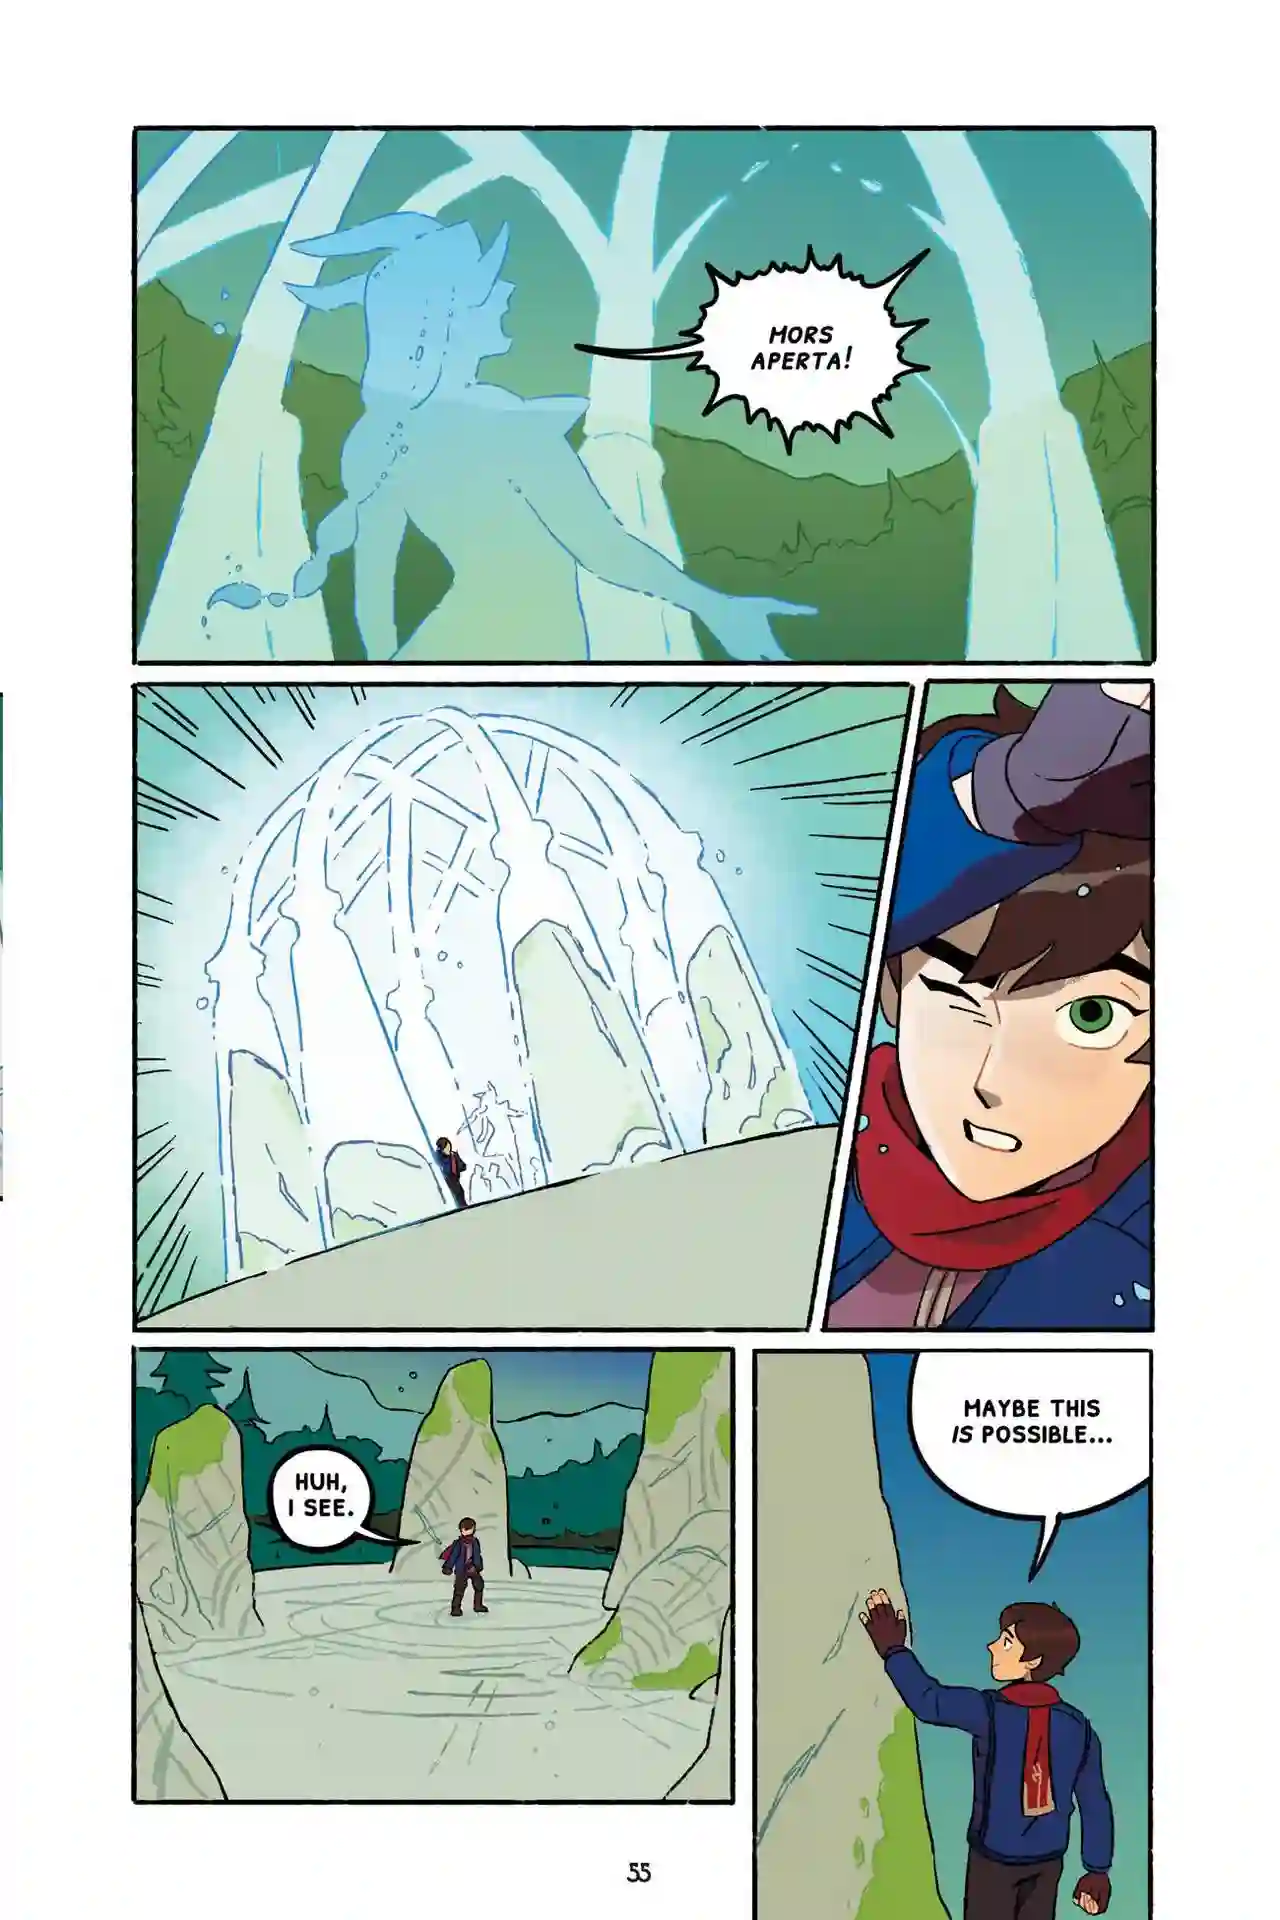 MORS
APERTA!
HUH,
I SEE.
MAYBE THIS
IS POSSIBLE...
55